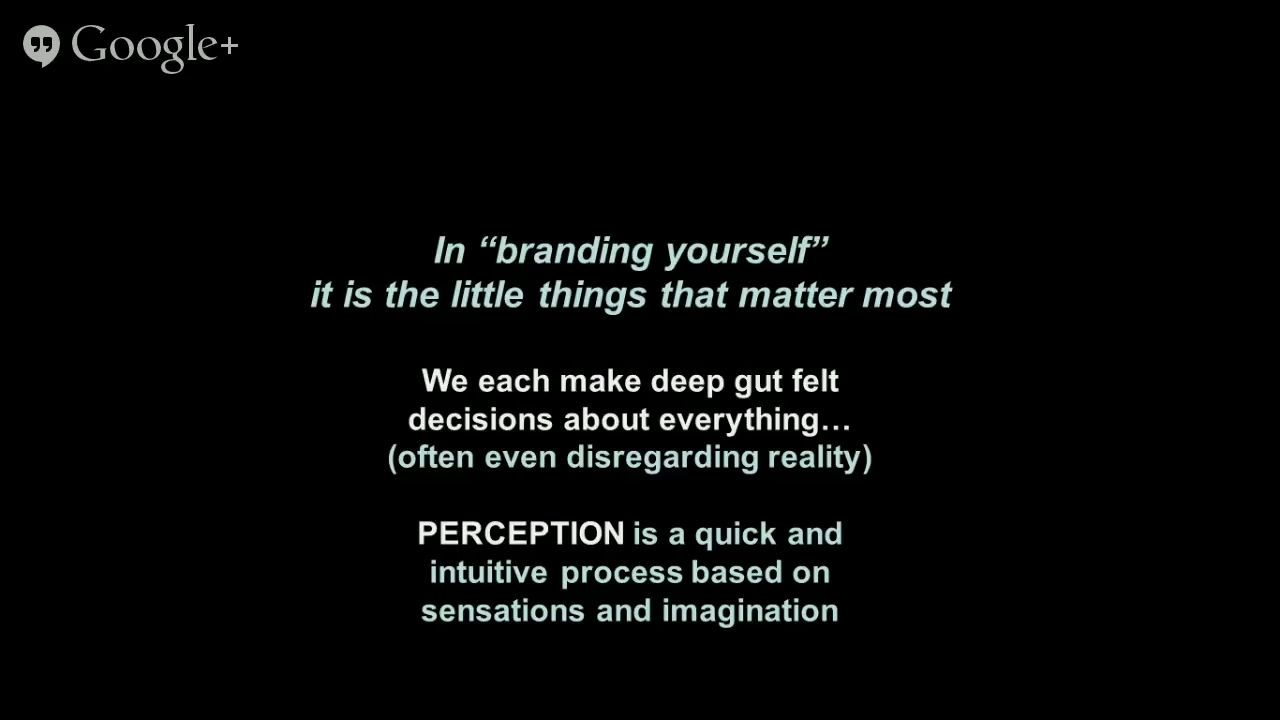 Google+
In “branding yourself”
it is the little things that matter most
We each make deep gut felt
decisions about everything…
(often even disregarding reality)
PERCEPTION is a quick and
intuitive process based on
sensations and imagination